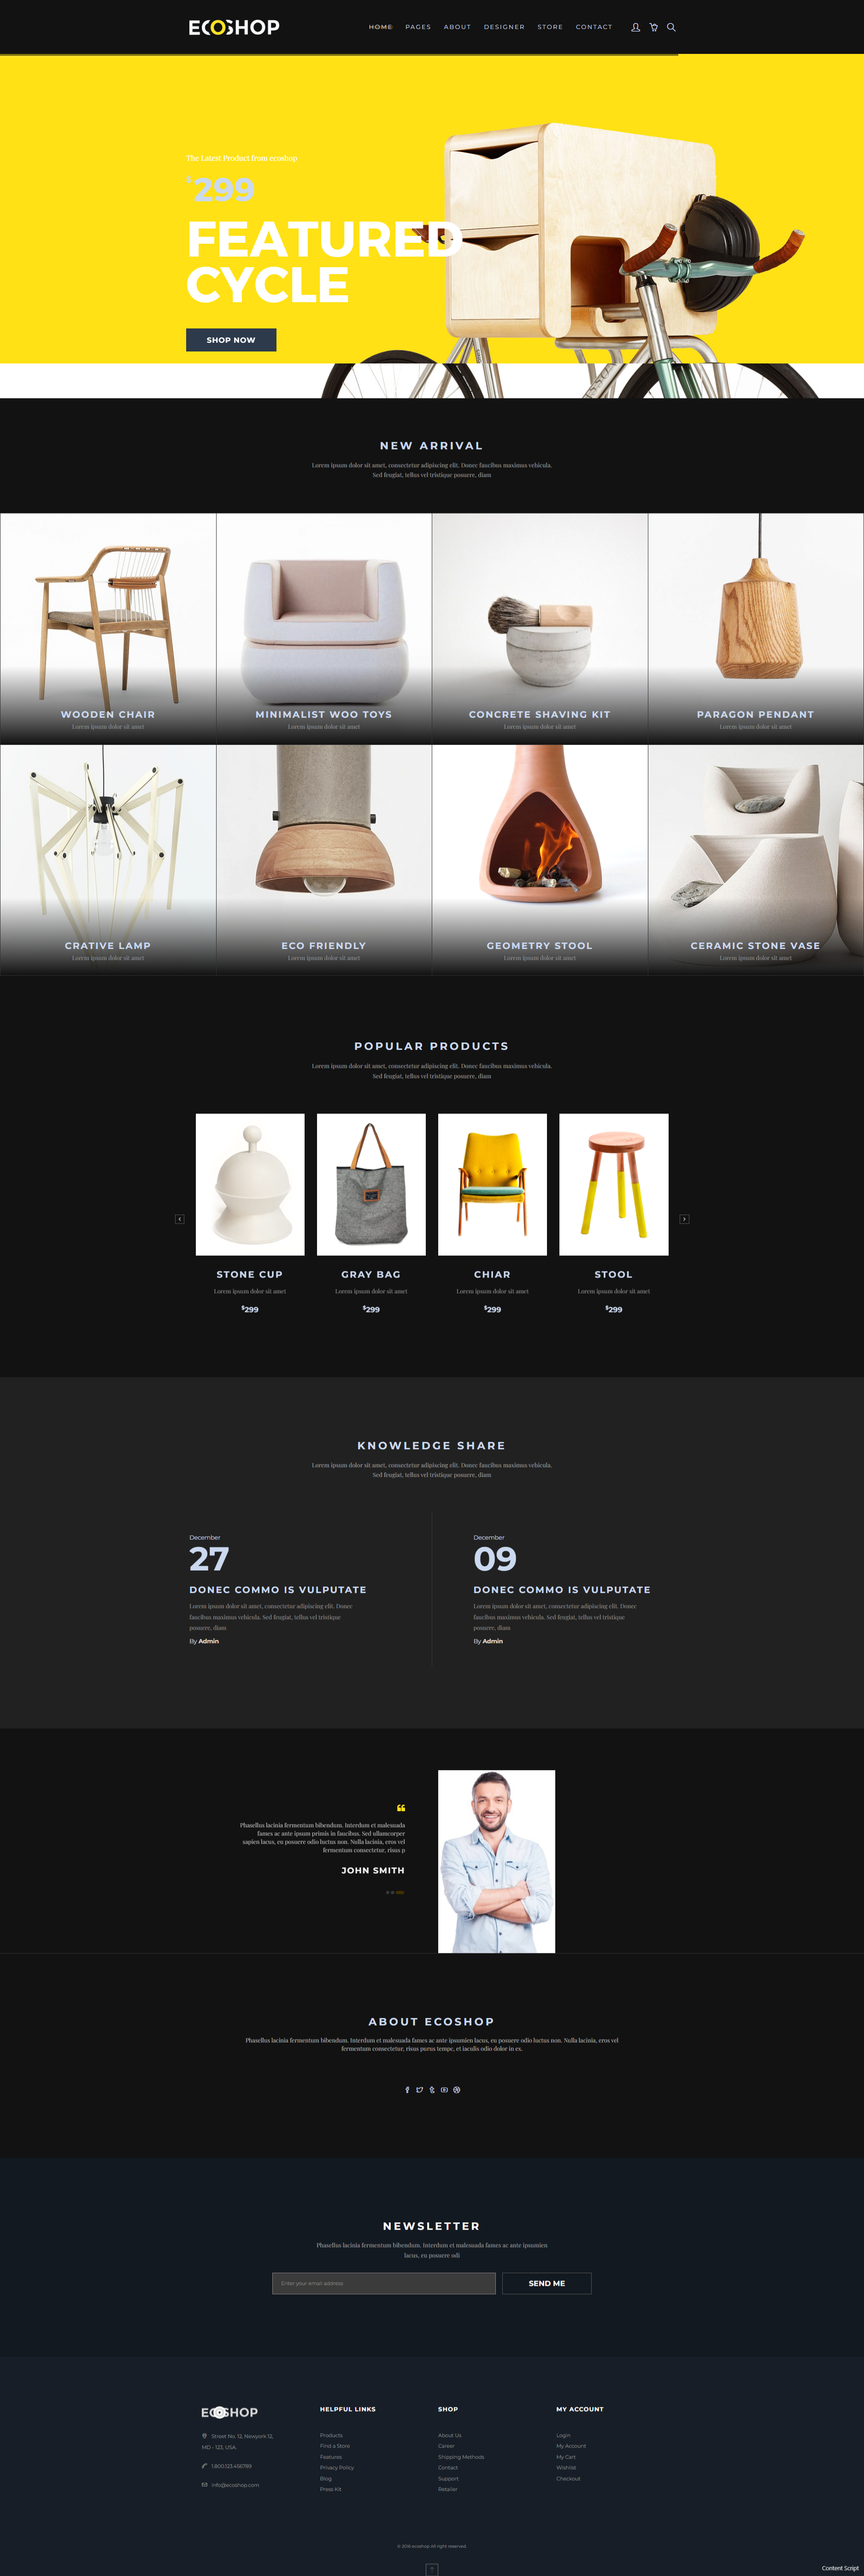 ECOSHOP
HOME PAGES ABOUT DESIGNER STORE CONTACT
The Latest Product from ecoshop
$299
FEATURED
CYCLE
SHOP NOW
NEW ARRIVAL
Lorem ipsum dolor sit amet, consectetur adipiscing elit. Donec faucibus maximus vehicula.
Sed feugiat, tellus vel tristique posuere, diam
WOODEN CHAIR
Lorem ipsum dolor sit amet
MINIMALIST WOO TOYS
Lorem ipsum dolor sit amet
CONCRETE SHAVING KIT
Lorem ipsum dolor sit amet
PARAGON PENDANT
Lorem ipsum dolor sit amet
CRATIVE LAMP
Lorem ipsum dolor sit amet
ECO FRIENDLY
Lorem ipsum dolor sit amet
GEOMETRY STOOL
Lorem ipsum dolor sit amet
CERAMIC STONE VASE
Lorem ipsum dolor sit amet
POPULAR PRODUCTS
Lorem ipsum dolor sit amet, consectetur adipiscing elit. Donec faucibus maximus vehicula.
Sed feugiat, tellus vel tristique posuere, diam
STONE CUP
Lorem ipsum dolor sit amet
$299
GRAY BAG
Lorem ipsum dolor sit amet
$299
CHIAR
Lorem ipsum dolor sit amet
$299
STOOL
Lorem ipsum dolor sit amet
$299
KNOWLEDGE SHARE
Lorem ipsum dolor sit amet, consectetur adipiscing elit. Donec faucibus maximus vehicula.
Sed feugiat, tellus vel tristique posuere, diam
December
27
DONEC COMMO IS VULPUTATE
Lorem ipsum dolor sit amet, consectetur adipiscing elit. Donec
faucibus maximus vehicula. Sed feugiat, tellus vel tristique
posuere, diam
By Admin
December
09
DONEC COMMO IS VULPUTATE
Lorem ipsum dolor sit amet, consectetur adipiscing elit. Donec
faucibus maximus vehicula. Sed feugiat, tellus vel tristique
posuere, diam
By Admin
Phasellus lacinia fermentum bibendum. Interdum et malesuada
fames ac ante ipsum primis in faucibus. Sed ullamcorper
sapien lacus, eu posuere odio luctus non. Nulla lacinia, eros vel
fermentum consectetur, risus p
JOHN SMITH
ABOUT ECOSHOP
Phasellus lacinia fermentum bibendum. Interdum et malesuada fames ac ante ipsumien lacus, eu posuere odio luctus non. Nulla lacinia, eros vel
fermentum consectetur, risus purus tempe, et iaculis odio dolor in ex.
NEWSLETTER
Phasellus lacinia fermentum bibendum. Interdum et malesuada fames ac ante ipsumien
lacus, eu posuere odi
Enter your email address
SEND ME
ECOSHOP
Street No. 12, Newyork 12,
MD - 123, USA.
1.800.123.456789
info@ecoshop.com
HELPFUL LINKS
Products
Find a Store
Features
Privacy Policy
Blog
Press Kit
SHOP
About Us
Career
Shipping Methods
Contact
Support
Retailer
MY ACCOUNT
Login
My Account
My Cart
Wishlist
Checkout
© 2016 ecoshop All right reserved
Content Script